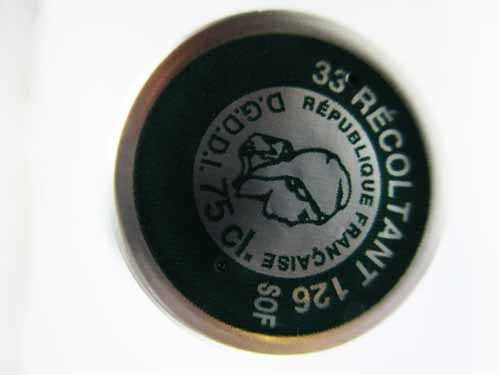 33 RÉCOLTANT 126 SOF
RÉPUBLIQUE FRANÇAISE
D.G.D.D.I. 75 cl.